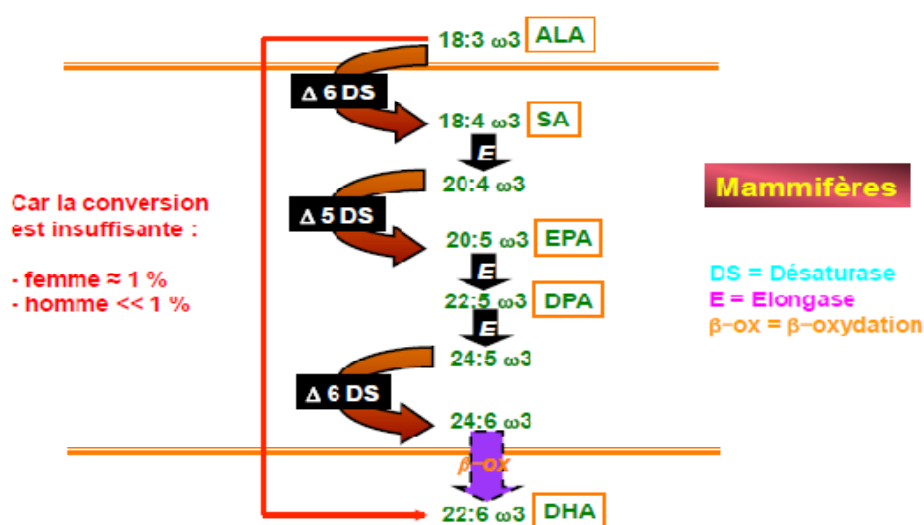 18:3 ω3 ALA
Δ 6 DS
18:4 ω3 SA
E
20:4 ω3
Δ 5 DS
20:5 ω3 EPA
E
22:5 ω3 DPA
E
24:5 ω3
Δ 6 DS
24:6 ω3
β-ox
22:6 ω3 DHA
Car la conversion
est insuffisante :
- femme ≈ 1 %
- homme << 1 %
Mammifères
DS = Désaturase
E = Elongase
β-ox = β-oxydation